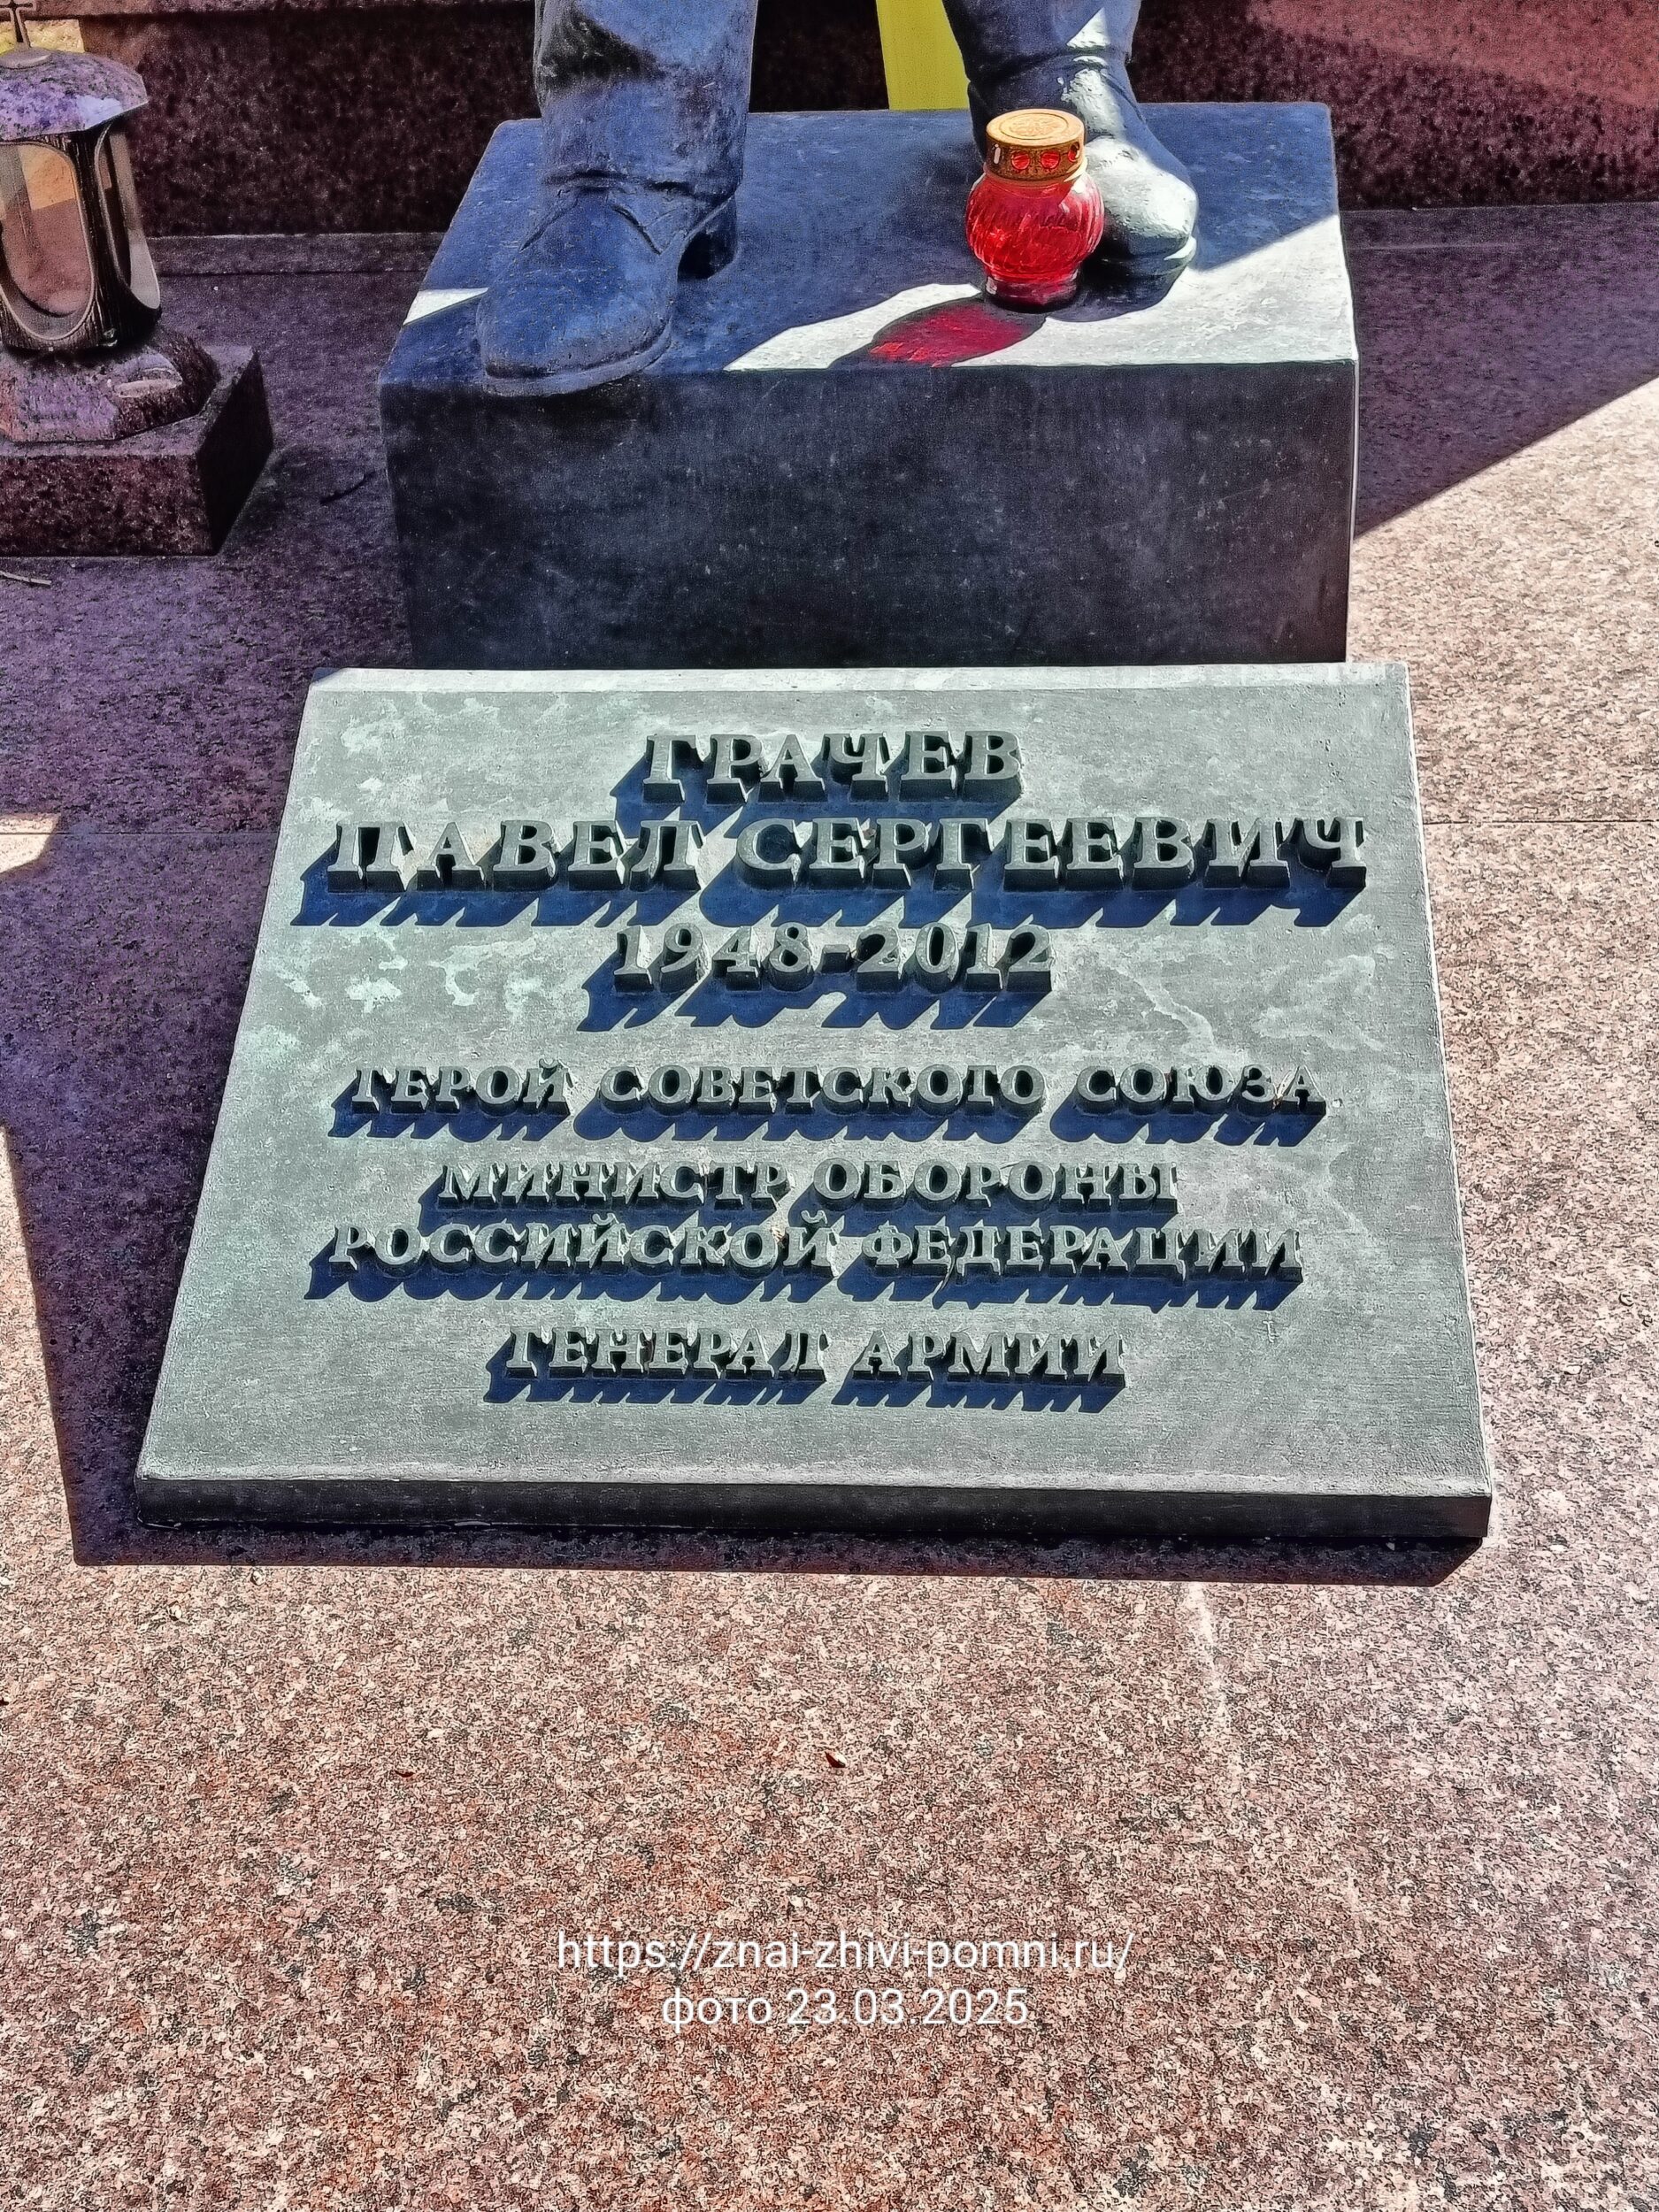 ГРАЧЕВ
ПАВЕЛ СЕРГЕЕВИЧ
1948-2012
ГЕРОЙ СОВЕТСКОГО СОЮЗА
МИНИСТР ОБОРОНЫ
РОССИЙСКОЙ ФЕДЕРАЦИИ
ГЕНЕРАЛ АРМИИ
https://znai-zhivi-pomni.ru/
фото 23.03.2025